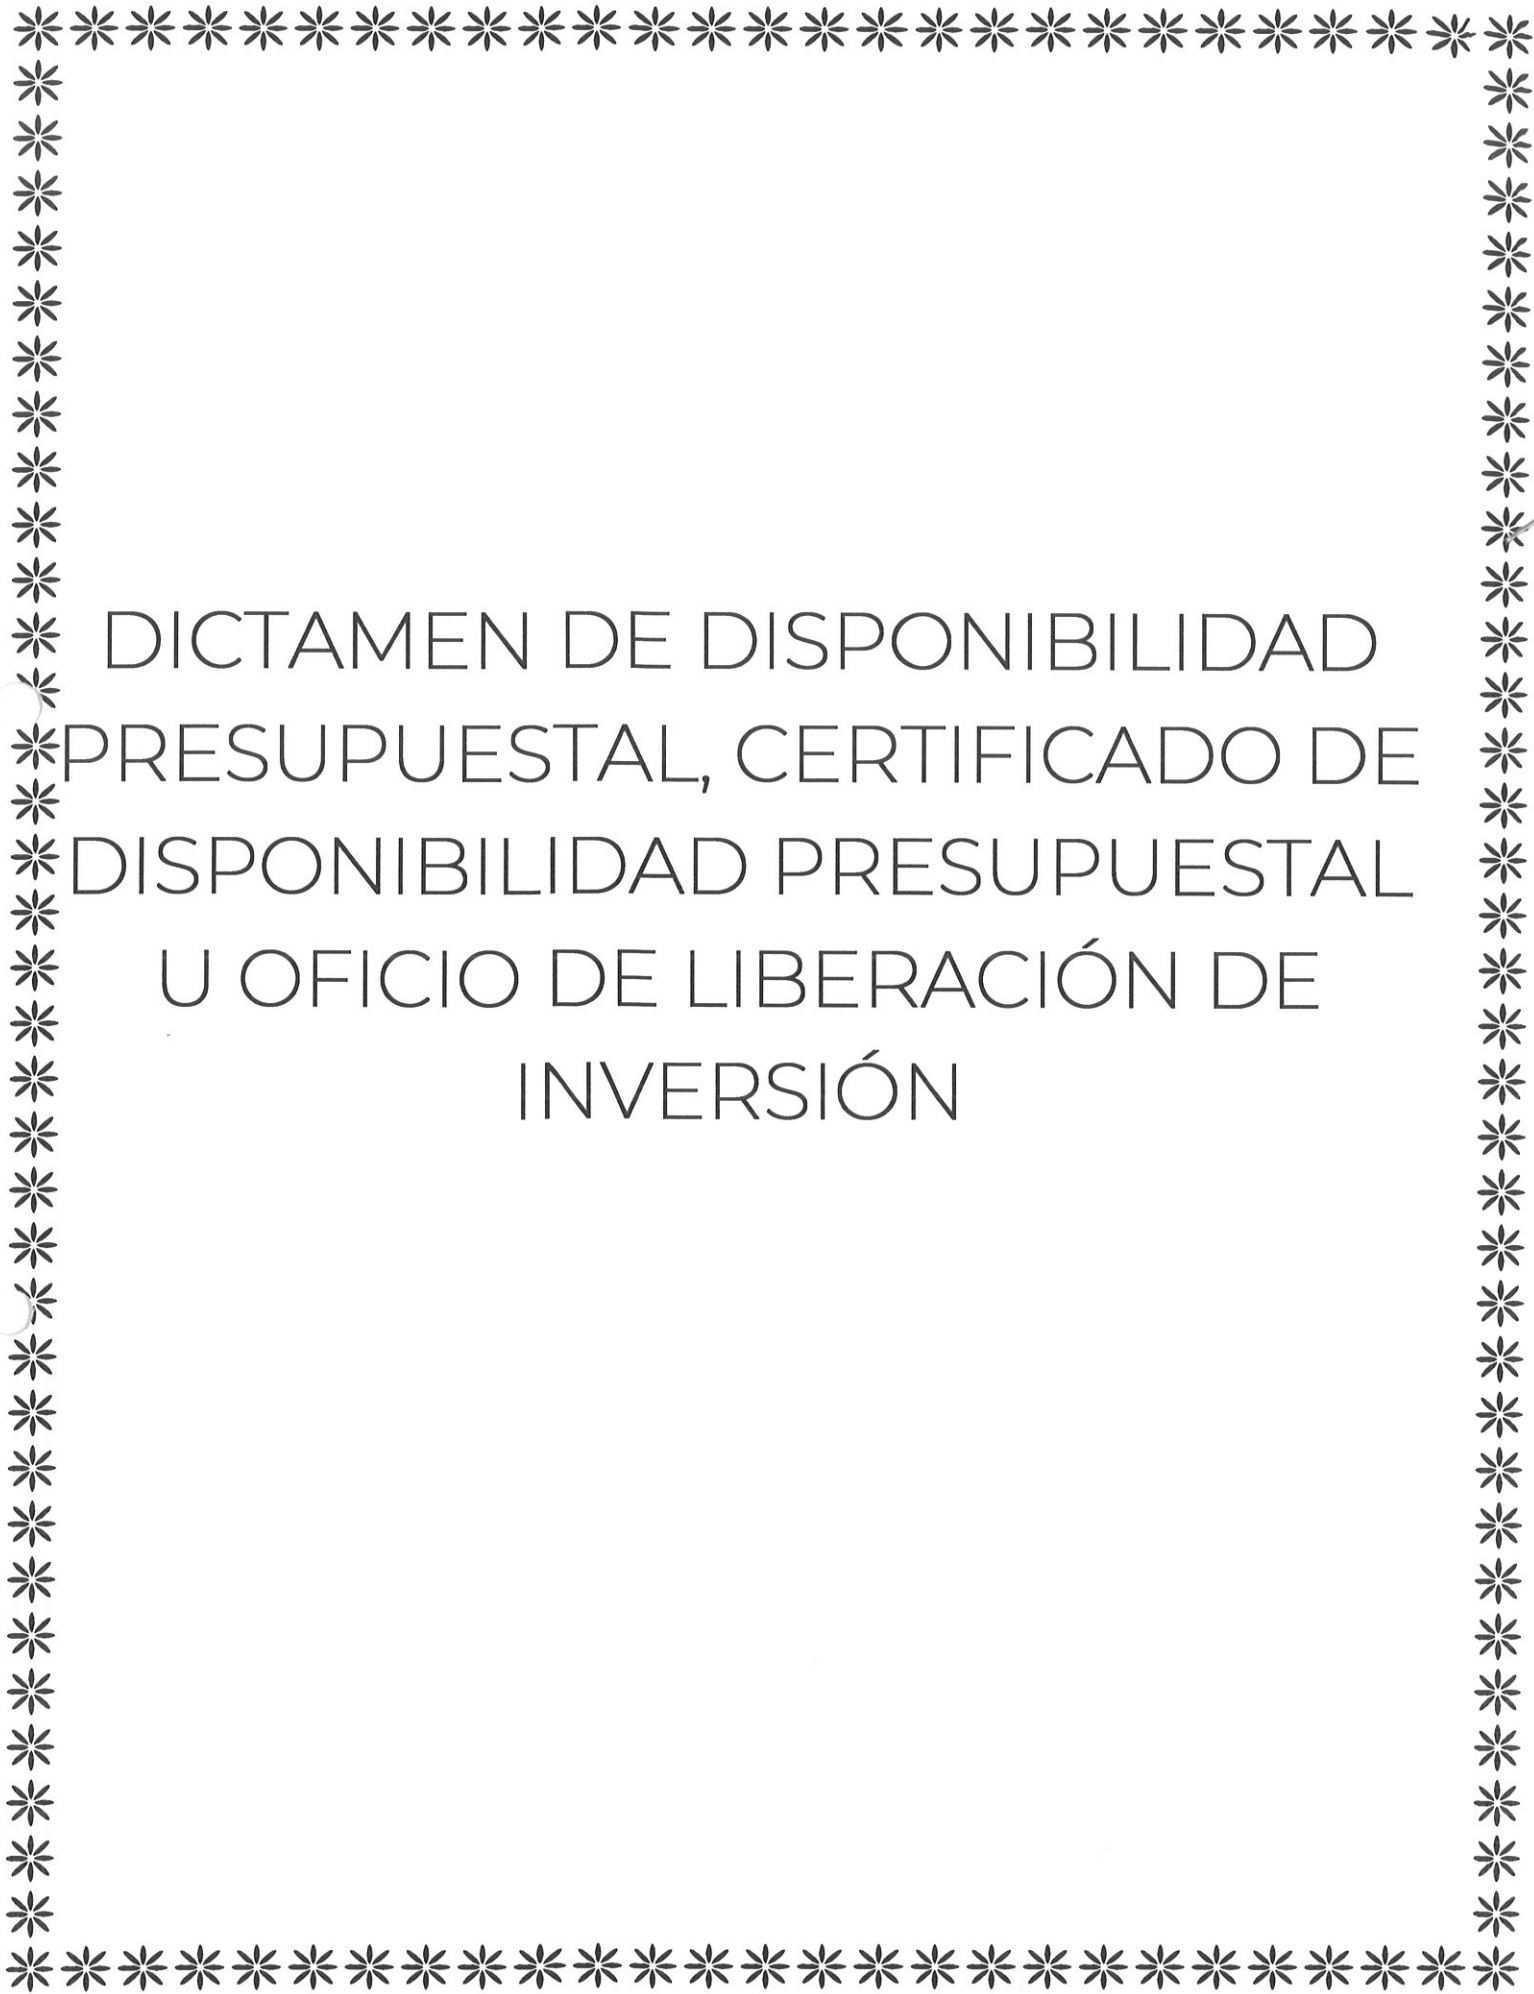 DICTAMEN DE DISPONIBILIDAD
PRESUPUESTAL, CERTIFICADO DE
DISPONIBILIDAD PRESUPUESTAL
U OFICIO DE LIBERACIÓN DE
INVERSIÓN